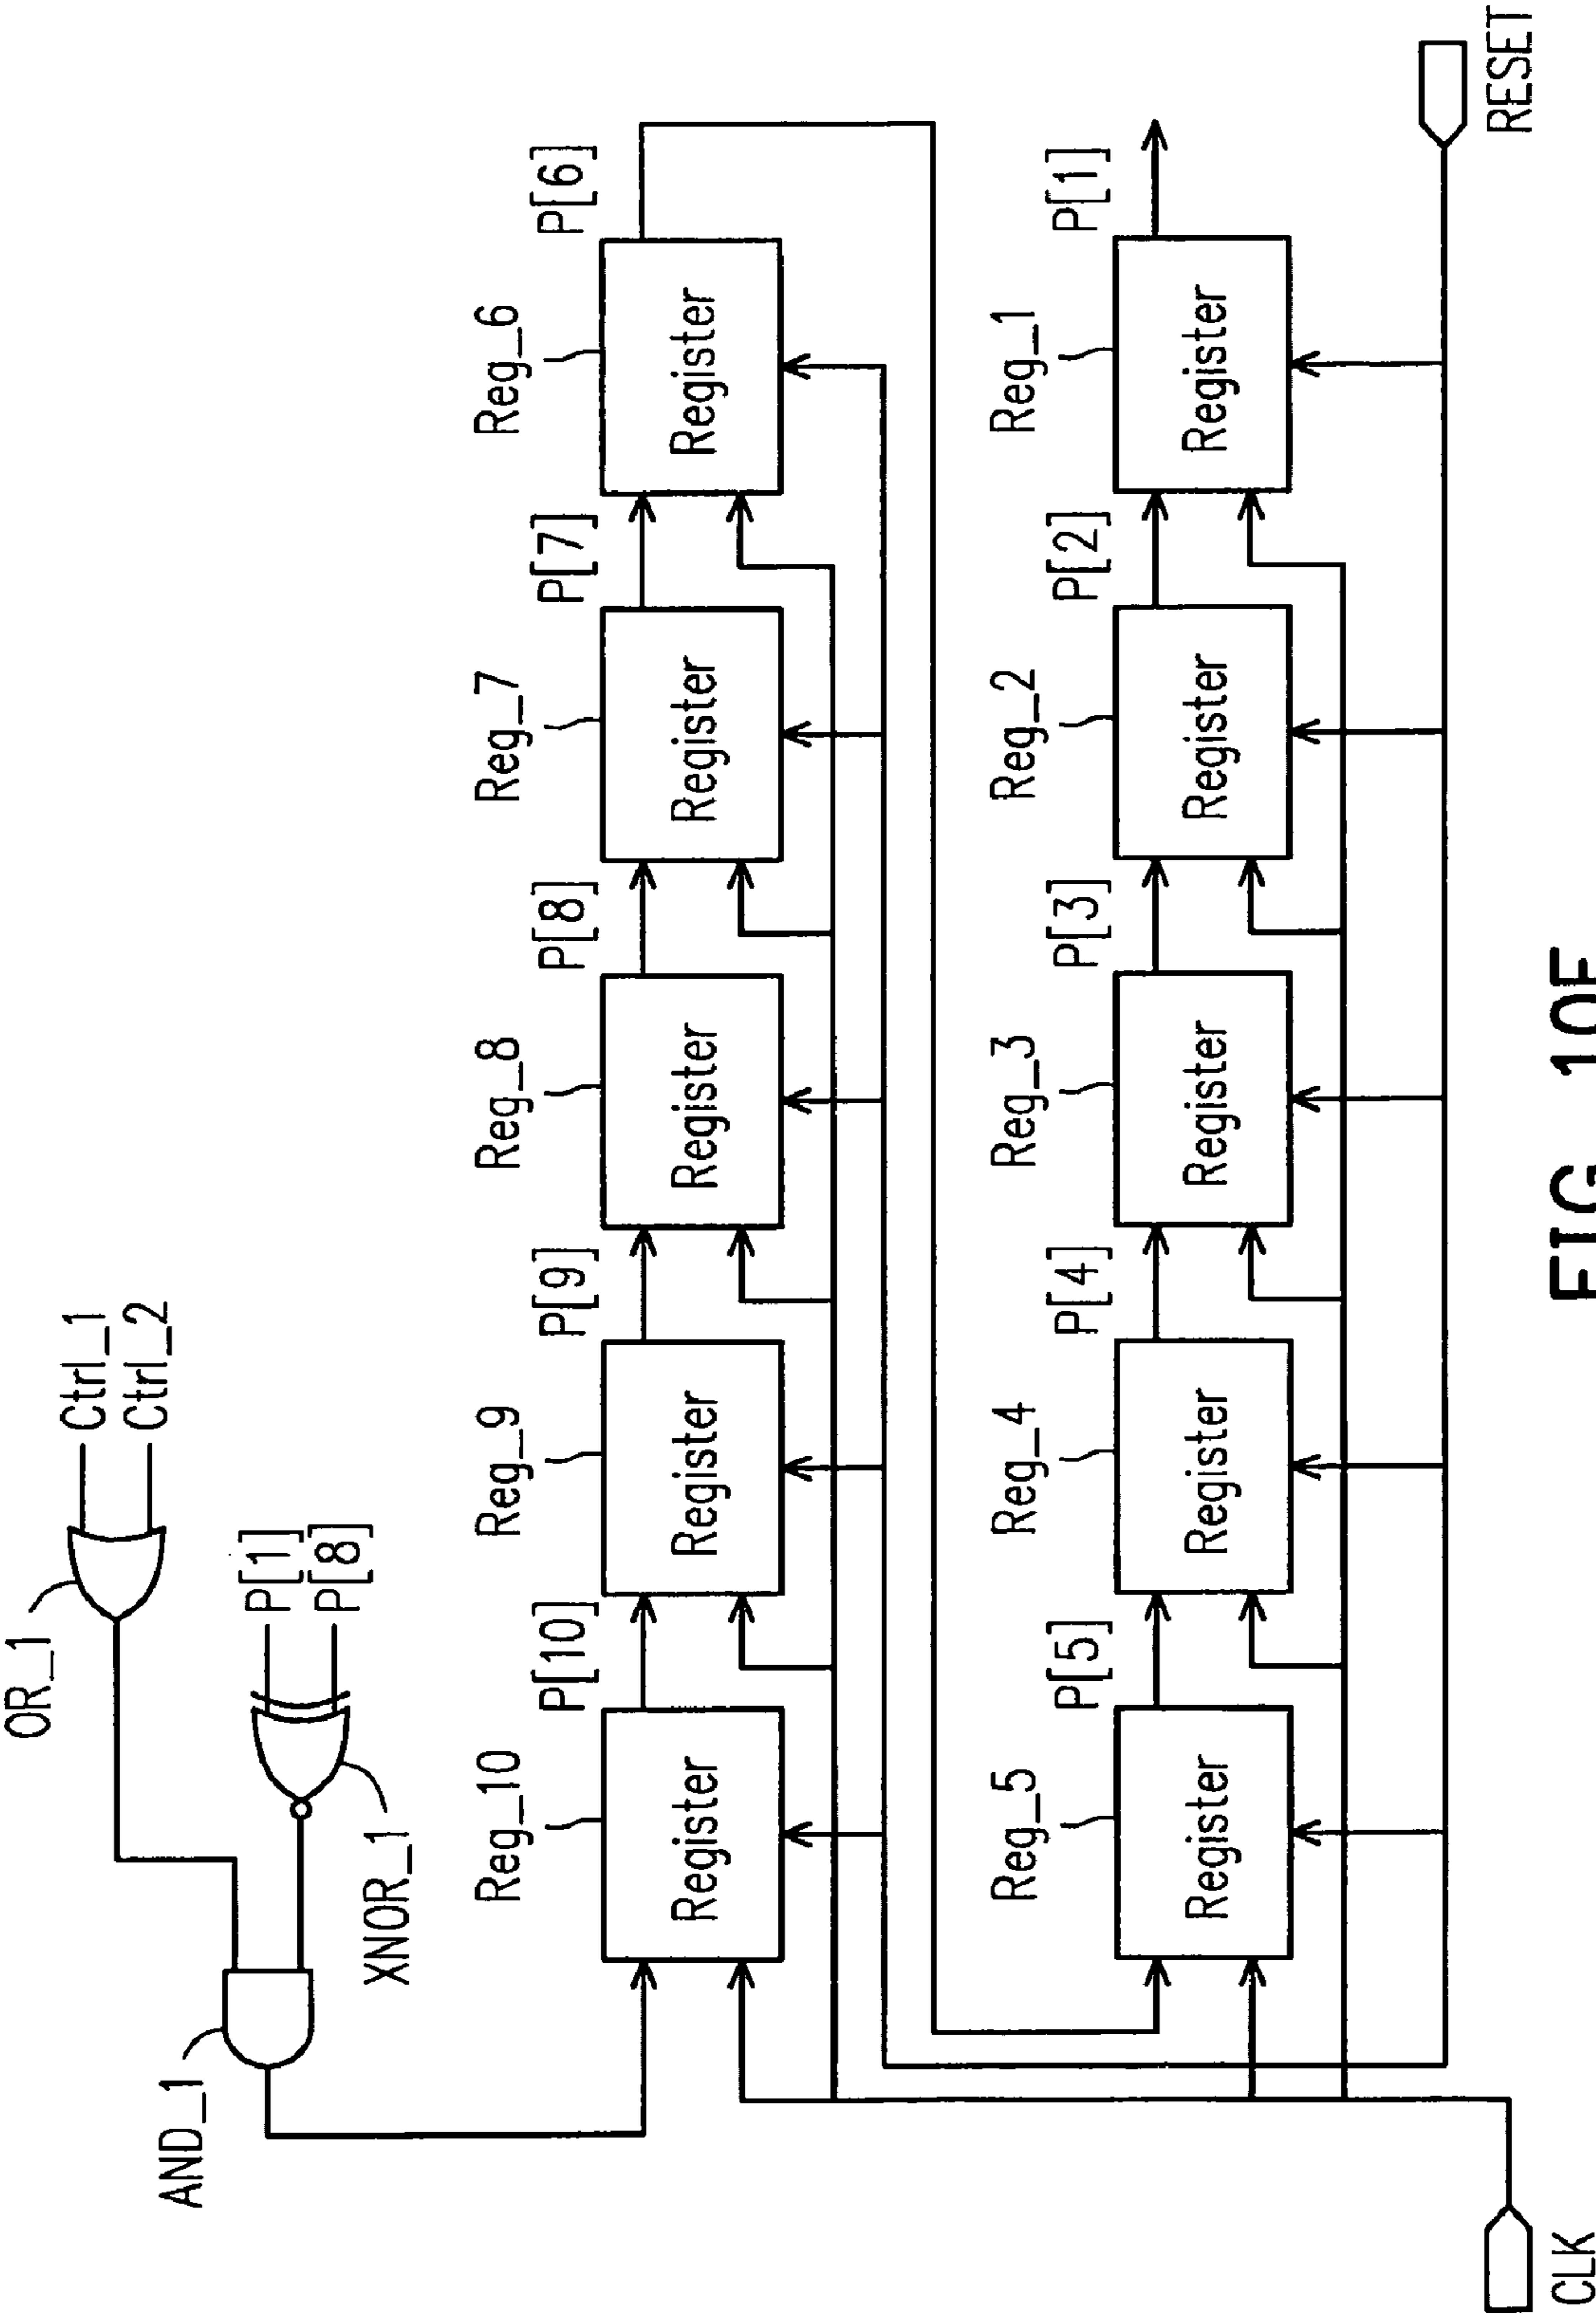 OR_1
Ctrl_1
Ctrl_2
AND_1
P[1]
P[8]
XNOR_1
Reg_10 Reg_9 Reg_8 Reg_7 Reg_6
P[10] P[9] P[8] P[7] P[6]
Register Register Register Register Register
Reg_5 Reg_4 Reg_3 Reg_2 Reg_1
P[5] P[4] P[3] P[2] P[1]
Register Register Register Register Register
RESET
CLK
FIG